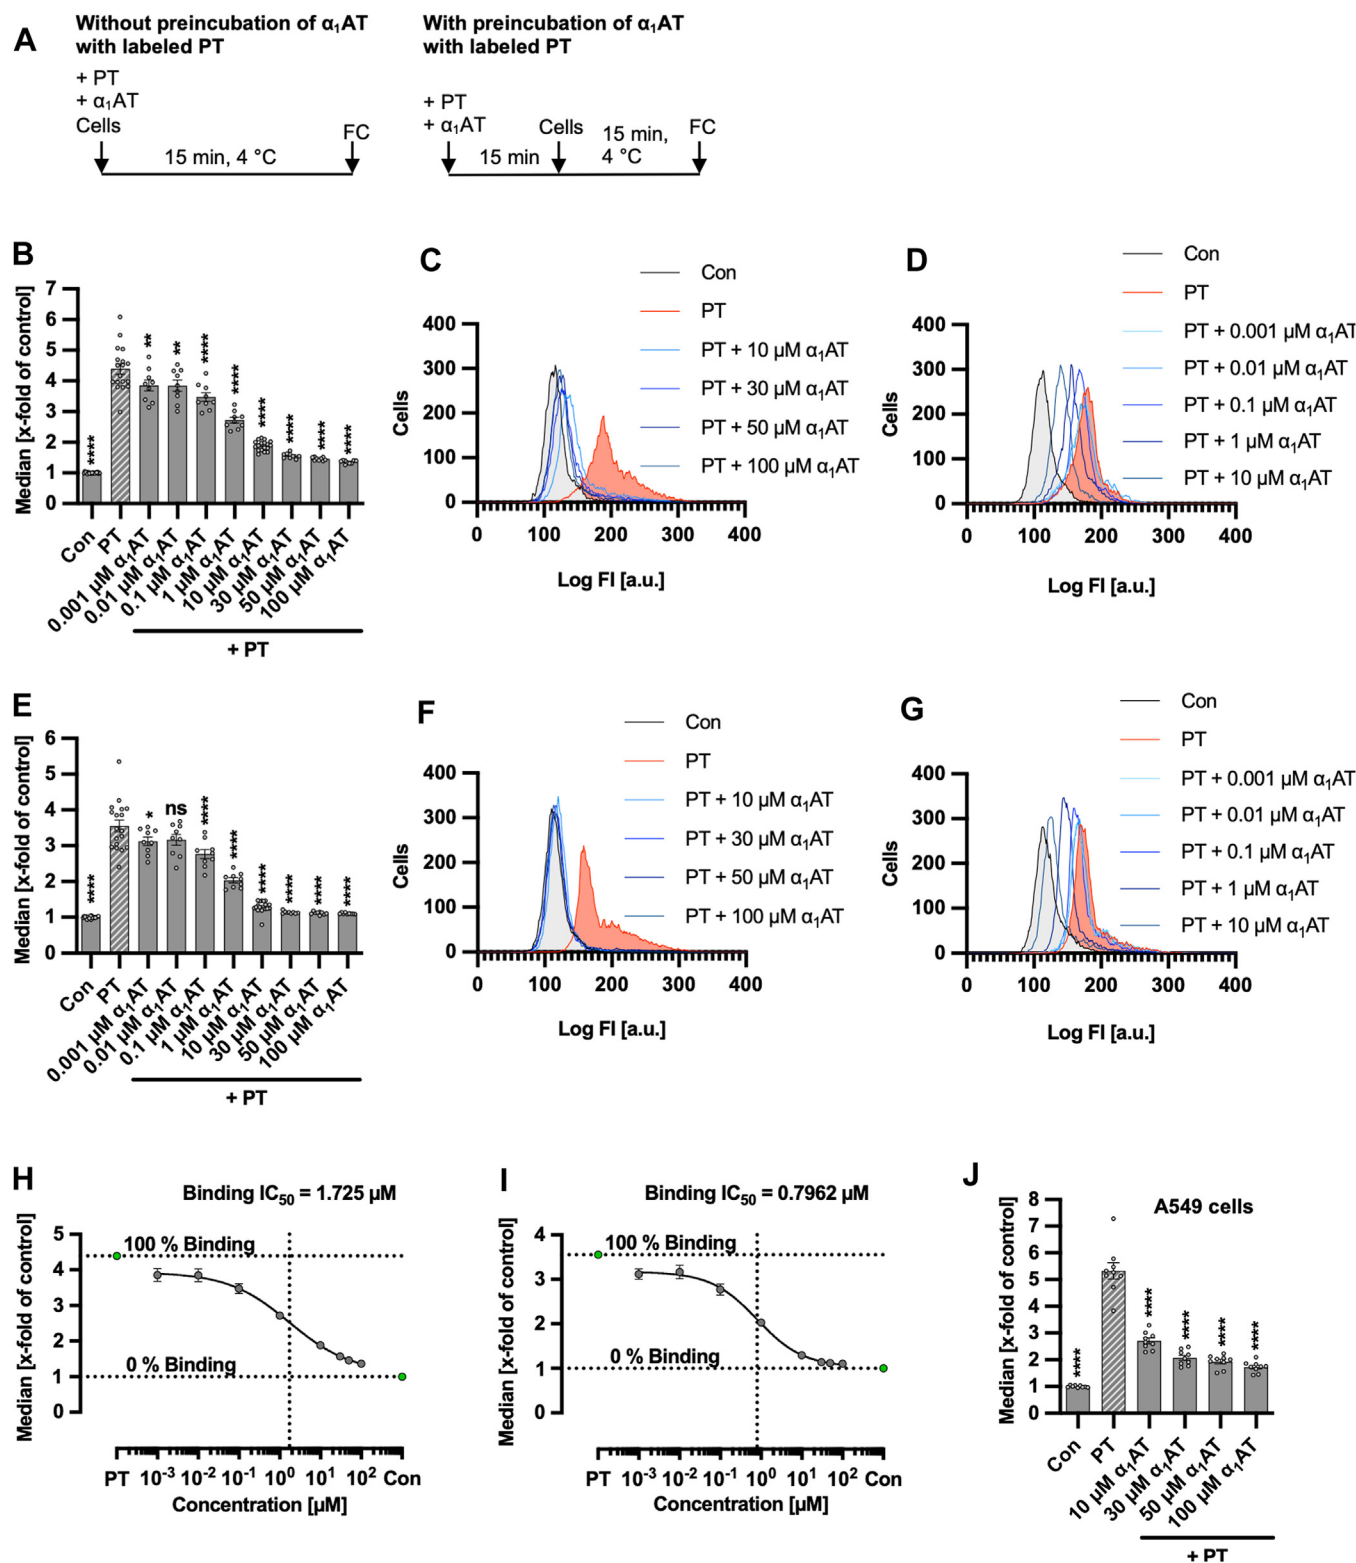 A
Without preincubation of α₁AT
with labeled PT
+ PT
+ α₁AT
Cells
FC
15 min, 4 °C
With preincubation of α₁AT
with labeled PT
+ PT
+ α₁AT
Cells
15 min,
4 °C
FC
15 min
B
Median [x-fold of control]
7
6
5
4
3
2
1
0
****
**
**
****
****
****
****
****
****
Con
PT
0.001 µM α₁AT
0.01 µM α₁AT
0.1 µM α₁AT
1 µM α₁AT
10 µM α₁AT
30 µM α₁AT
50 µM α₁AT
100 µM α₁AT
+ PT
C
Con
PT
PT + 10 µM α₁AT
PT + 30 µM α₁AT
PT + 50 µM α₁AT
PT + 100 µM α₁AT
Cells
400
300
200
100
0
0 100 200 300 400
Log FI [a.u.]
D
Con
PT
PT + 0.001 µM α₁AT
PT + 0.01 µM α₁AT
PT + 0.1 µM α₁AT
PT + 1 µM α₁AT
PT + 10 µM α₁AT
Cells
400
300
200
100
0
0 100 200 300 400
Log FI [a.u.]
E
Median [x-fold of control]
6
5
4
3
2
1
0
****
*
ns
****
****
****
****
****
****
Con
PT
0.001 µM α₁AT
0.01 µM α₁AT
0.1 µM α₁AT
1 µM α₁AT
10 µM α₁AT
30 µM α₁AT
50 µM α₁AT
100 µM α₁AT
+ PT
F
Con
PT
PT + 10 µM α₁AT
PT + 30 µM α₁AT
PT + 50 µM α₁AT
PT + 100 µM α₁AT
Cells
400
300
200
100
0
0 100 200 300 400
Log FI [a.u.]
G
Con
PT
PT + 0.001 µM α₁AT
PT + 0.01 µM α₁AT
PT + 0.1 µM α₁AT
PT + 1 µM α₁AT
PT + 10 µM α₁AT
Cells
400
300
200
100
0
0 100 200 300 400
Log FI [a.u.]
H
Binding IC₅₀ = 1.725 µM
Median [x-fold of control]
5
4
3
2
1
0
100 % Binding
0 % Binding
PT 10⁻³ 10⁻² 10⁻¹ 10⁰ 10¹ 10² Con
Concentration [µM]
I
Binding IC₅₀ = 0.7962 µM
Median [x-fold of control]
4
3
2
1
0
100 % Binding
0 % Binding
PT 10⁻³ 10⁻² 10⁻¹ 10⁰ 10¹ 10² Con
Concentration [µM]
J
A549 cells
Median [x-fold of control]
8
7
6
5
4
3
2
1
0
****
****
****
****
****
Con
PT
10 µM α₁AT
30 µM α₁AT
50 µM α₁AT
100 µM α₁AT
+ PT